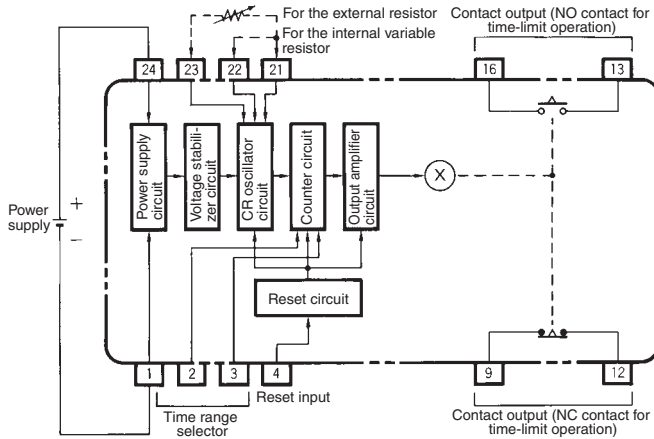 For the external resistor
For the internal variable
resistor
Contact output (NO contact for
time-limit operation)
24
23
22
21
16
13
Power supply
circuit
Voltage stabili-
zer circuit
CR oscillator
circuit
Counter circuit
Output amplifier
circuit
X
Power
supply
+
−
Reset circuit
1
2
3
4
9
12
Time range
selector
Reset input
Contact output (NC contact for
time-limit operation)